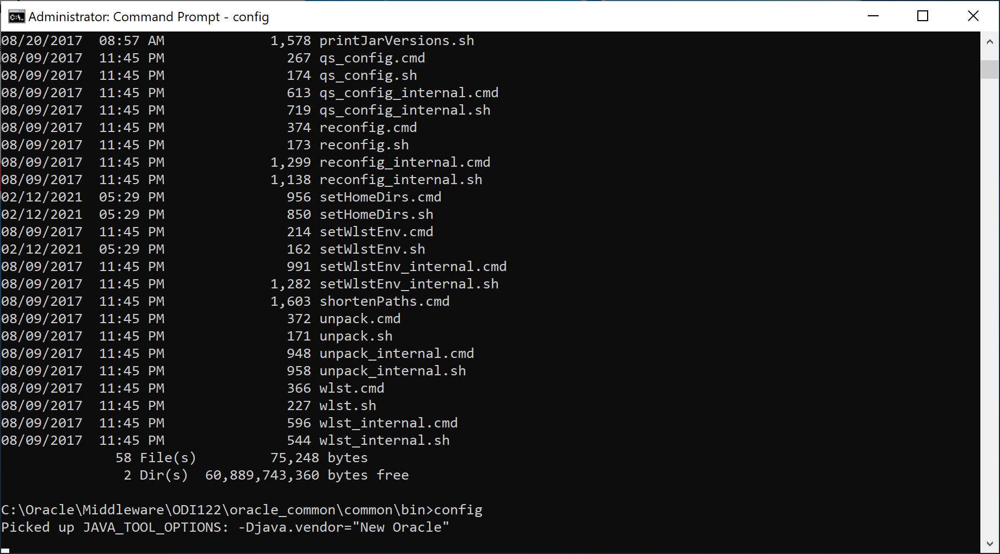 Administrator: Command Prompt - config
08/20/2017  08:57 AM             1,578 printJarVersions.sh
08/09/2017  11:45 PM               267 qs_config.cmd
08/09/2017  11:45 PM               174 qs_config.sh
08/09/2017  11:45 PM               613 qs_config_internal.cmd
08/09/2017  11:45 PM               719 qs_config_internal.sh
08/09/2017  11:45 PM               374 reconfig.cmd
08/09/2017  11:45 PM               173 reconfig.sh
08/09/2017  11:45 PM             1,299 reconfig_internal.cmd
08/09/2017  11:45 PM             1,138 reconfig_internal.sh
02/12/2021  05:29 PM               956 setHomeDirs.cmd
02/12/2021  05:29 PM               850 setHomeDirs.sh
08/09/2017  11:45 PM               214 setWlstEnv.cmd
02/12/2021  05:29 PM               162 setWlstEnv.sh
08/09/2017  11:45 PM               991 setWlstEnv_internal.cmd
08/09/2017  11:45 PM             1,282 setWlstEnv_internal.sh
08/09/2017  11:45 PM             1,603 shortenPaths.cmd
08/09/2017  11:45 PM               372 unpack.cmd
08/09/2017  11:45 PM               171 unpack.sh
08/09/2017  11:45 PM               948 unpack_internal.cmd
08/09/2017  11:45 PM               958 unpack_internal.sh
08/09/2017  11:45 PM               366 wlst.cmd
08/09/2017  11:45 PM               227 wlst.sh
08/09/2017  11:45 PM               596 wlst_internal.cmd
08/09/2017  11:45 PM               544 wlst_internal.sh
              58 File(s)         75,248 bytes
               2 Dir(s)  60,889,743,360 bytes free
C:\Oracle\Middleware\ODI122\oracle_common\common\bin>config
Picked up JAVA_TOOL_OPTIONS: -Djava.vendor="New Oracle"